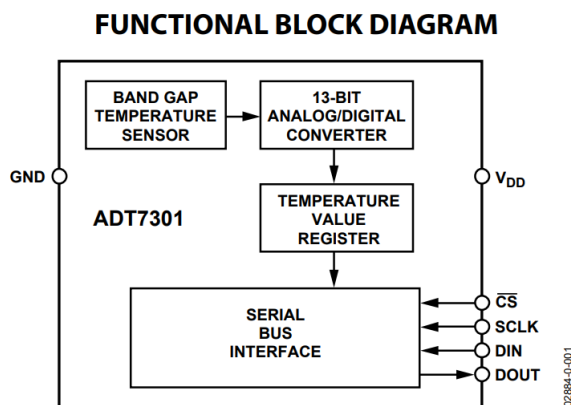 FUNCTIONAL BLOCK DIAGRAM
BAND GAP
TEMPERATURE
SENSOR
13-BIT
ANALOG/DIGITAL
CONVERTER
GND
VDD
ADT7301
TEMPERATURE
VALUE
REGISTER
SERIAL
BUS
INTERFACE
C̅S̅
SCLK
DIN
DOUT
02884-0-001